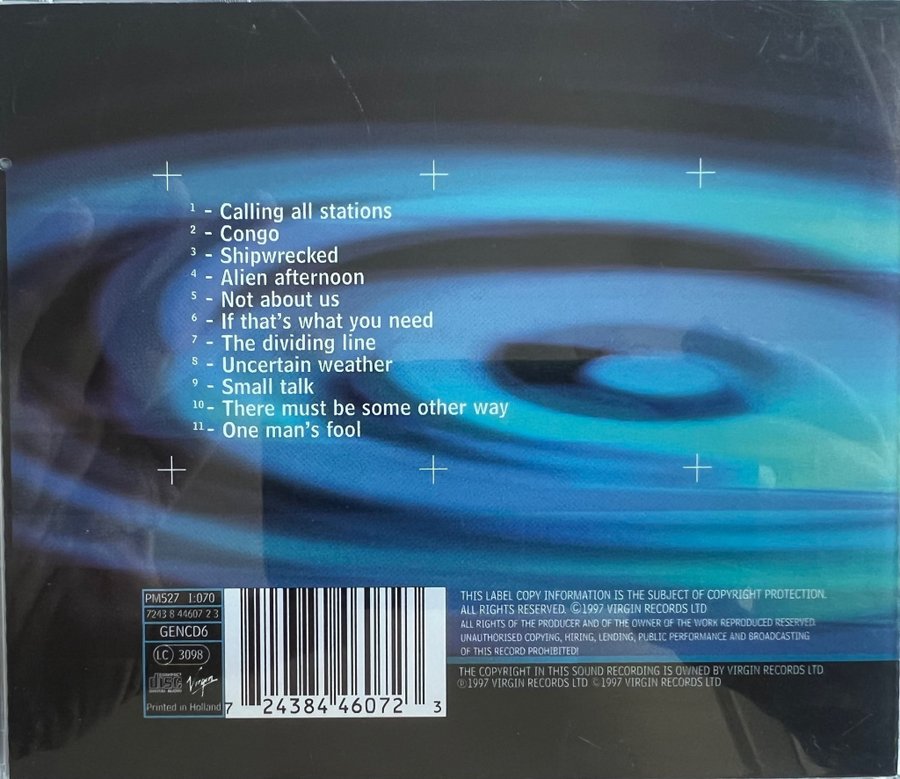 1 - Calling all stations
2 - Congo
3 - Shipwrecked
4 - Alien afternoon
5 - Not about us
6 - If that's what you need
7 - The dividing line
8 - Uncertain weather
9 - Small talk
10 - There must be some other way
11 - One man's fool
PM527 I:070
7243 8 44607 2 3
GENCD6
LC 3098
COMPACT
disc
DIGITAL AUDIO
Virgin
Printed in Holland
7 24384 46072 3
THIS LABEL COPY INFORMATION IS THE SUBJECT OF COPYRIGHT PROTECTION.
ALL RIGHTS RESERVED. ©1997 VIRGIN RECORDS LTD
ALL RIGHTS OF THE PRODUCER AND OF THE OWNER OF THE WORK REPRODUCED RESERVED.
UNAUTHORISED COPYING, HIRING, LENDING, PUBLIC PERFORMANCE AND BROADCASTING
OF THIS RECORD PROHIBITED!
THE COPYRIGHT IN THIS SOUND RECORDING IS OWNED BY VIRGIN RECORDS LTD
℗1997 VIRGIN RECORDS LTD ©1997 VIRGIN RECORDS LTD